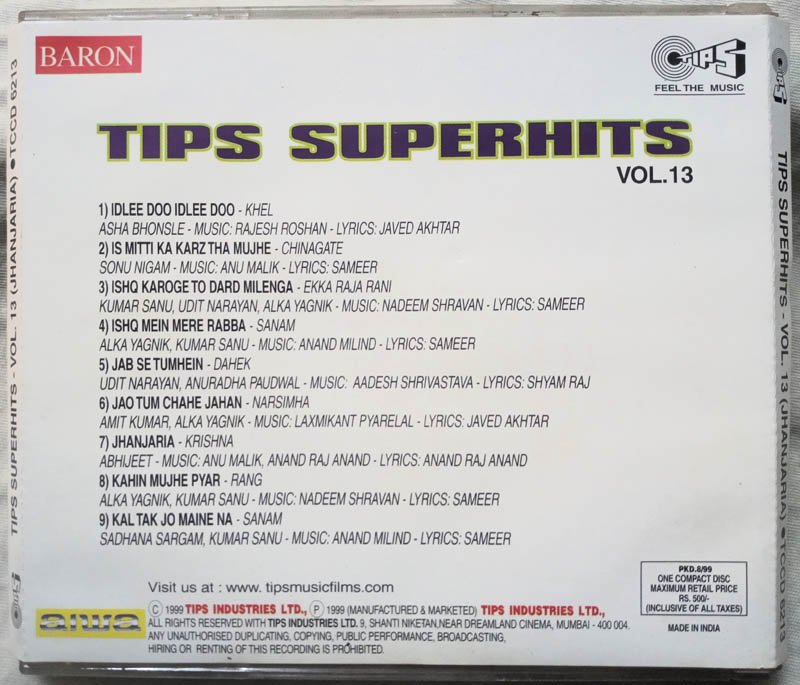 BARON
TIPS
FEEL THE MUSIC
TIPS SUPERHITS
VOL.13
1) IDLEE DOO IDLEE DOO - KHEL
ASHA BHONSLE - MUSIC: RAJESH ROSHAN - LYRICS: JAVED AKHTAR
2) IS MITTI KA KARZ THA MUJHE - CHINAGATE
SONU NIGAM - MUSIC: ANU MALIK - LYRICS: SAMEER
3) ISHQ KAROGE TO DARD MILENGA - EKKA RAJA RANI
KUMAR SANU, UDIT NARAYAN, ALKA YAGNIK - MUSIC: NADEEM SHRAVAN - LYRICS: SAMEER
4) ISHQ MEIN MERE RABBA - SANAM
ALKA YAGNIK, KUMAR SANU - MUSIC: ANAND MILIND - LYRICS: SAMEER
5) JAB SE TUMHEIN - DAHEK
UDIT NARAYAN, ANURADHA PAUDWAL - MUSIC: AADESH SHRIVASTAVA - LYRICS: SHYAM RAJ
6) JAO TUM CHAHE JAHAN - NARSIMHA
AMIT KUMAR, ALKA YAGNIK - MUSIC: LAXMIKANT PYARELAL - LYRICS: JAVED AKHTAR
7) JHANJARIA - KRISHNA
ABHIJEET - MUSIC: ANU MALIK, ANAND RAJ ANAND - LYRICS: ANAND RAJ ANAND
8) KAHIN MUJHE PYAR - RANG
ALKA YAGNIK, KUMAR SANU - MUSIC: NADEEM SHRAVAN - LYRICS: SAMEER
9) KAL TAK JO MAINE NA - SANAM
SADHANA SARGAM, KUMAR SANU - MUSIC: ANAND MILIND - LYRICS: SAMEER
Visit us at : www. tipsmusicfilms.com
aiwa
© 1999 TIPS INDUSTRIES LTD., ℗ 1999 (MANUFACTURED & MARKETED) TIPS INDUSTRIES LTD.,
ALL RIGHTS RESERVED WITH TIPS INDUSTRIES LTD. 9, SHANTI NIKETAN,NEAR DREAMLAND CINEMA, MUMBAI - 400 004.
ANY UNAUTHORISED DUPLICATING, COPYING, PUBLIC PERFORMANCE, BROADCASTING,
HIRING OR RENTING OF THIS RECORDING IS PROHIBITED.
PKD.8/99
ONE COMPACT DISC
MAXIMUM RETAIL PRICE
RS. 500/-
(INCLUSIVE OF ALL TAXES)
MADE IN INDIA
TIPS TIPS SUPERHITS - VOL. 13 (JHANJARIA) ● TCCD 6213
TIPS TIPS SUPERHITS - VOL. 13 (JHANJARIA) ● TCCD 6213